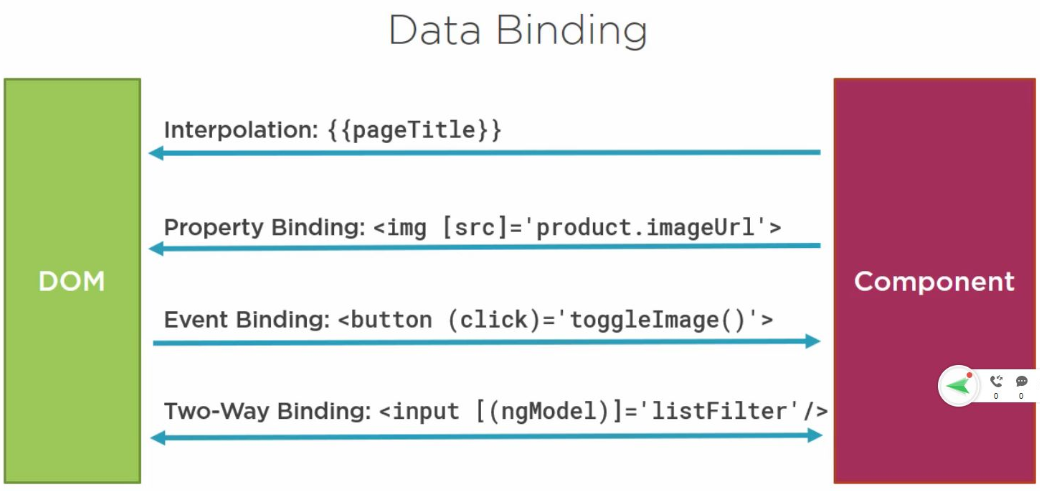 Data Binding
Interpolation: {{pageTitle}}
Property Binding: <img [src]='product.imageUrl'>
DOM
Component
Event Binding: <button (click)='toggleImage()'>
Two-Way Binding: <input [(ngModel)]='listFilter'/>
0 0